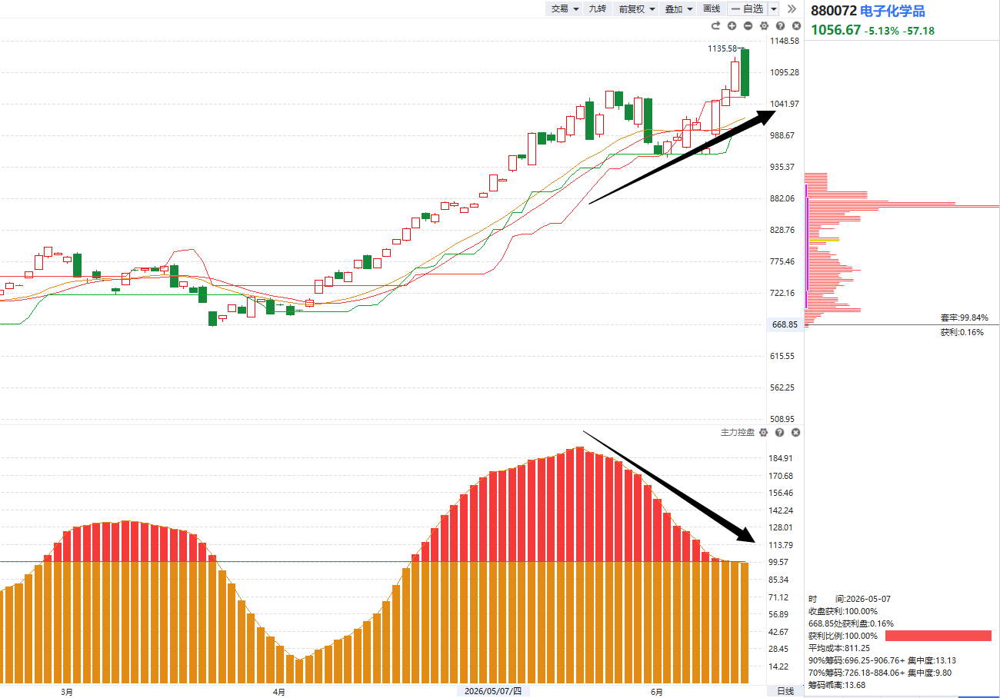 交易 九转 前复权 叠加 画线 一 自选
880072 电子化学品
1056.67 -5.13% -57.18
1135.58
1148.58
1095.28
1041.97
988.67
935.37
882.06
828.76
775.46
722.16
668.85
615.55
562.25
508.95
套牢:99.84%
获利:0.16%
主力控盘
184.91
170.68
156.46
142.24
128.01
113.79
99.57
85.34
71.12
56.89
42.67
28.45
14.22
时 间:2026-05-07
收盘获利:100.00%
668.85处获利盘:0.16%
获利比例:100.00%
平均成本:811.25
90%筹码:696.25-906.76+ 集中度:13.13
70%筹码:726.18-884.06+ 集中度:9.80
筹码乖离:13.68
3月 4月 2026/05/07/四 6月 日线